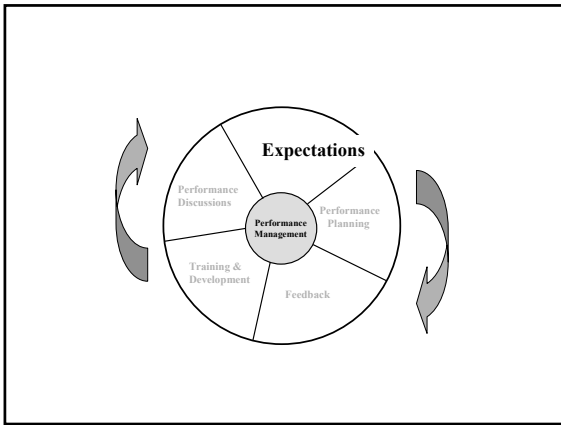 Expectations
Performance
Planning
Feedback
Training &
Development
Performance
Discussions
Performance
Management